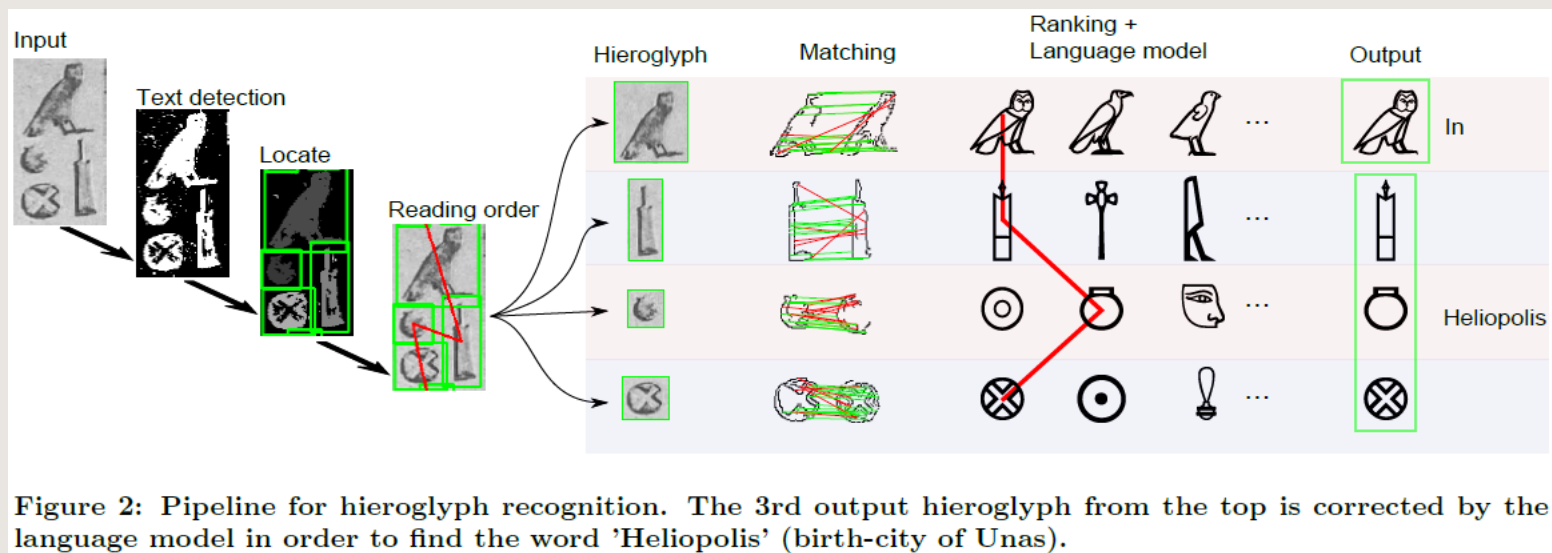 Input
Text detection
Locate
Reading order
Hieroglyph
Matching
Ranking +
Language model
Output
𓅓 𓅓 𓄿 𓅱 ... 𓅓 In
𓉺 𓉺 𓋊 ... 𓉺
𓏌 𓏌 𓁷 ... 𓏌 Heliopolis
𓊖 𓊖 𓇳 ... 𓊖
Figure 2: Pipeline for hieroglyph recognition. The 3rd output hieroglyph from the top is corrected by the
language model in order to find the word 'Heliopolis' (birth-city of Unas).